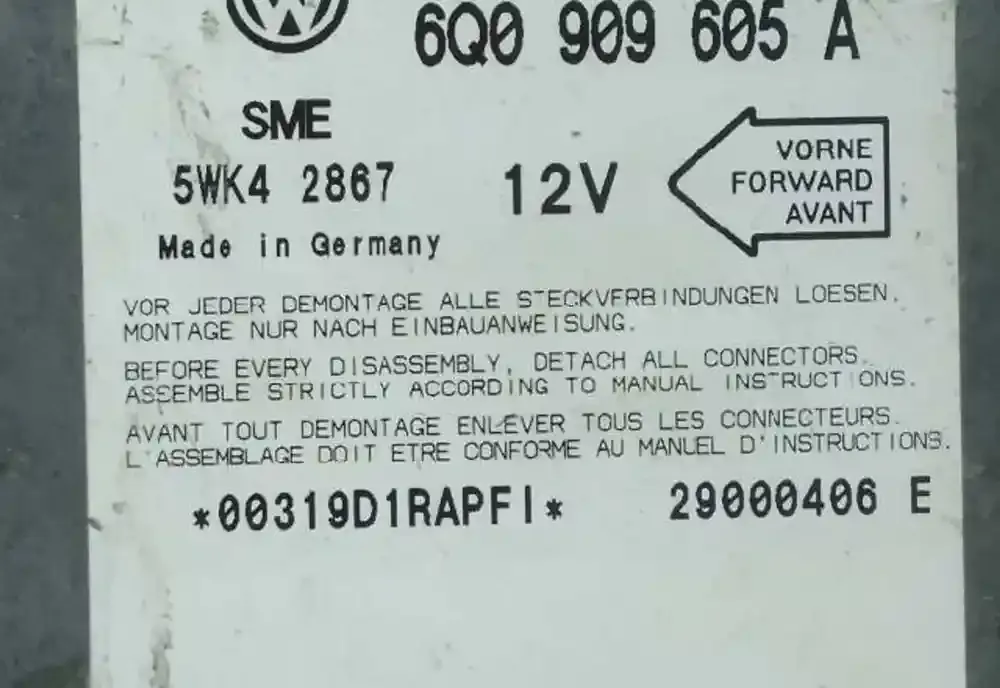 6Q0 909 605 A
SME
5WK4 2867
12V
VORNE
FORWARD
AVANT
Made in Germany
VOR JEDER DEMONTAGE ALLE STECKVERBINDUNGEN LOESEN.
MONTAGE NUR NACH EINBAUANWEISUNG.
BEFORE EVERY DISASSEMBLY, DETACH ALL CONNECTORS.
ASSEMBLE STRICTLY ACCORDING TO MANUAL INSTRUCTIONS.
AVANT TOUT DEMONTAGE ENLEVER TOUS LES CONNECTEURS.
L'ASSEMBLAGE DOIT ETRE CONFORME AU MANUEL D'INSTRUCTIONS.
*00319D1RAPFI* 29000406 E